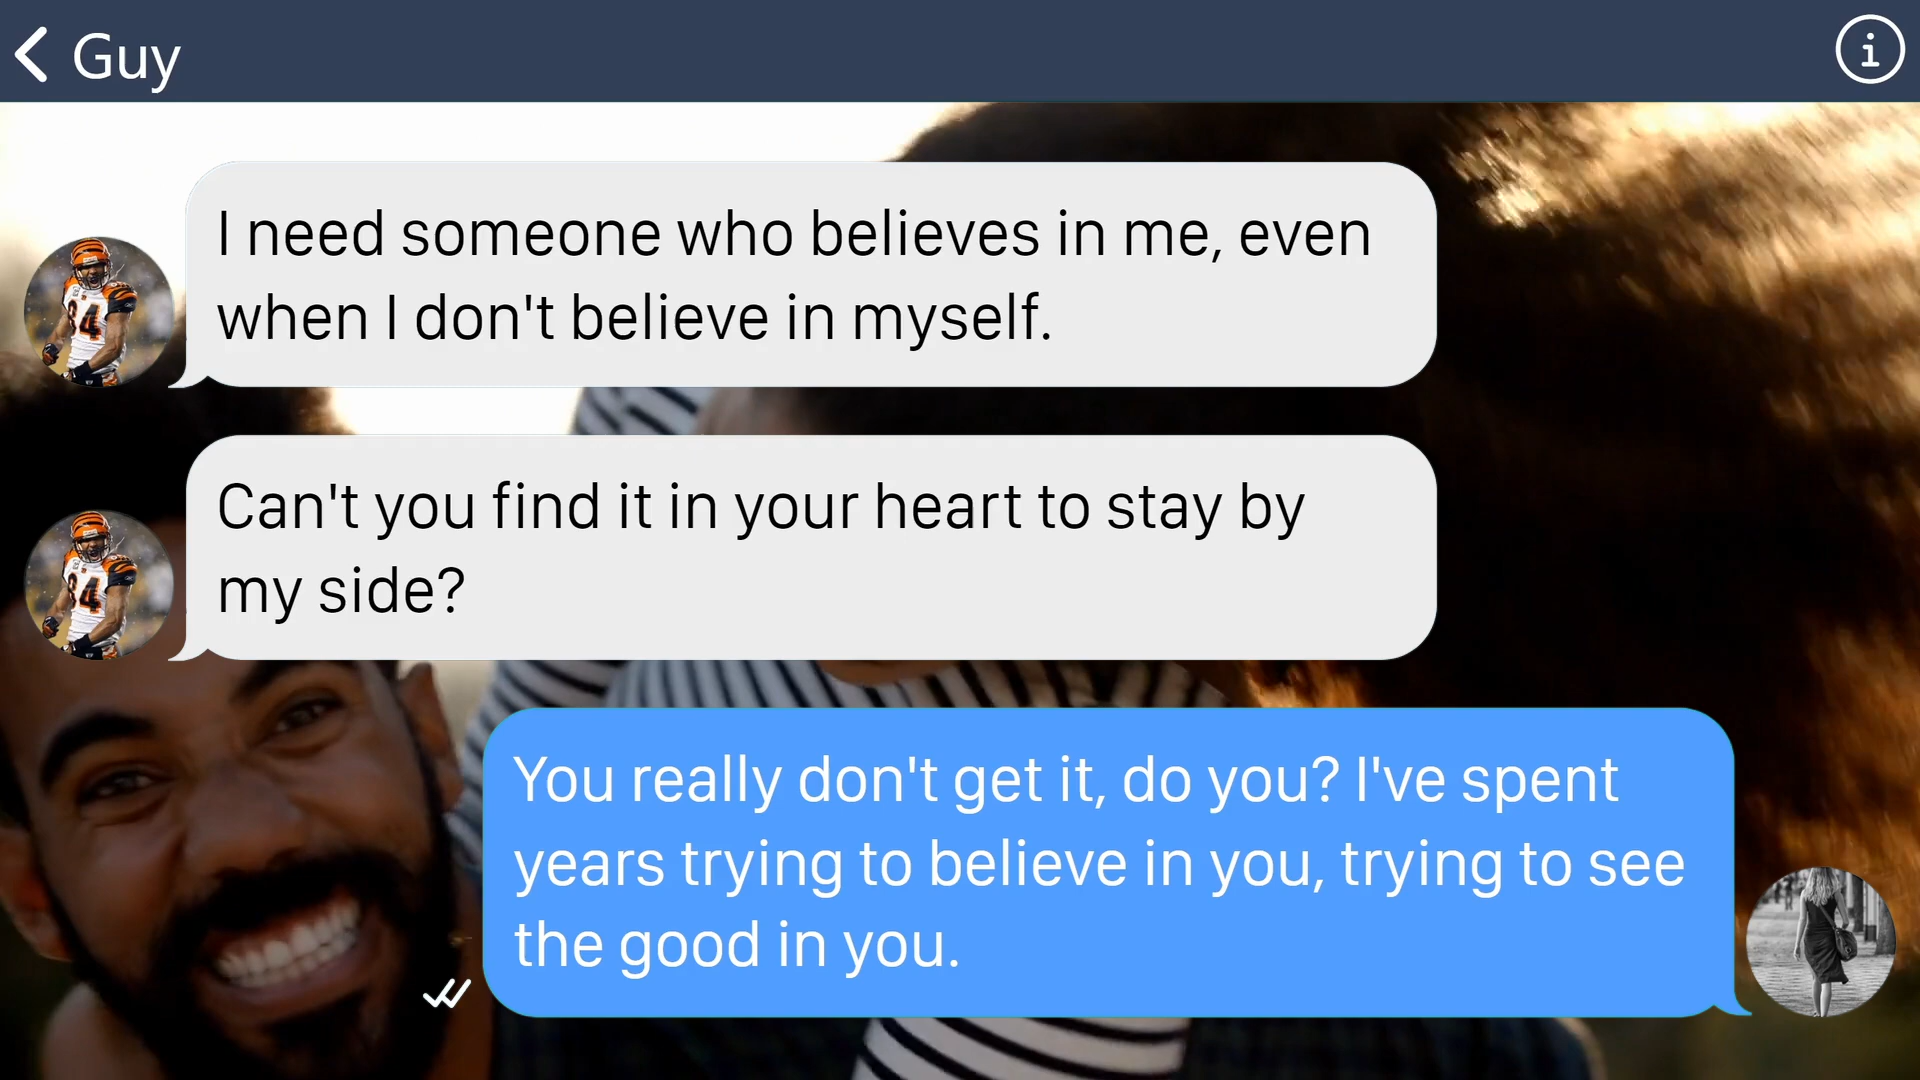 Guy
I need someone who believes in me, even
when I don't believe in myself.
84
Can't you find it in your heart to stay by
my side?
84
You really don't get it, do you? I've spent
years trying to believe in you, trying to see
the good in you.